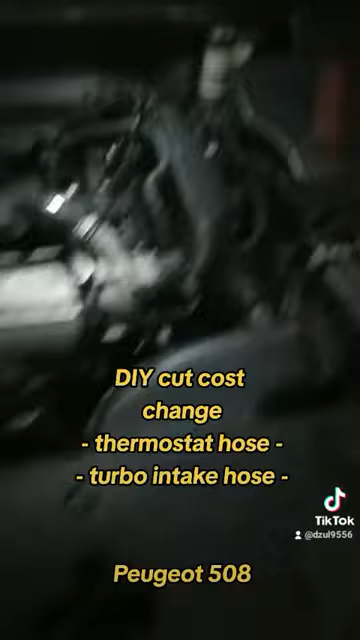 DIY cut cost
change
- thermostat hose -
- turbo intake hose -
TikTok
@dzul9556
Peugeot 508